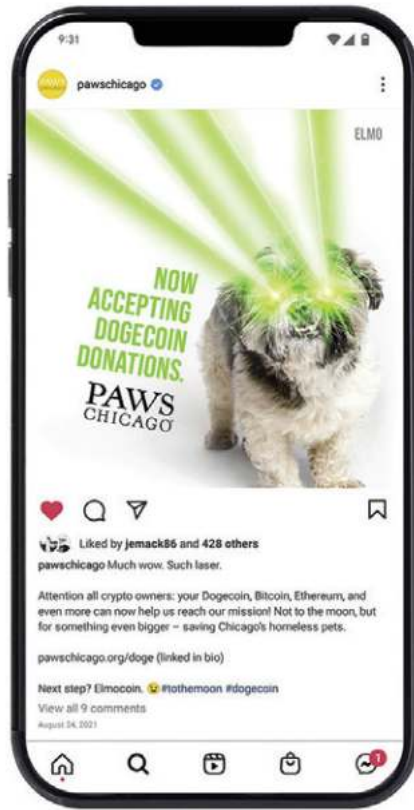 9:31
PAWS
CHICAGO
pawschicago
ELMO
NOW
ACCEPTING
DOGECOIN
DONATIONS.
PAWS
CHICAGO
Liked by jemack86 and 428 others
pawschicago Much wow. Such laser.
Attention all crypto owners: your Dogecoin, Bitcoin, Ethereum, and
even more can now help us reach our mission! Not to the moon, but
for something even bigger – saving Chicago's homeless pets.
pawschicago.org/doge (linked in bio)
Next step? Elmocoin. 😉 #tothemoon #dogecoin
View all 9 comments
August 24, 2021
1